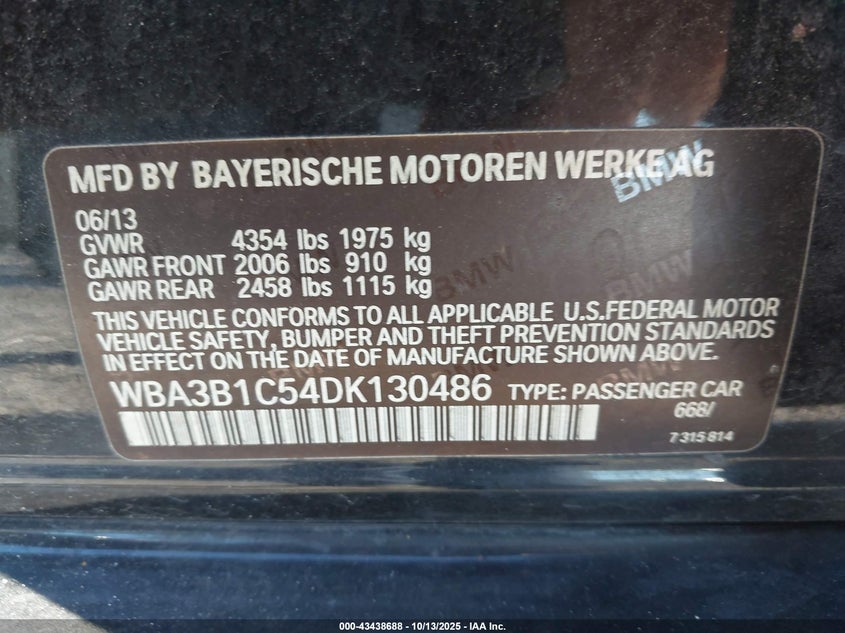 MFD BY BAYERISCHE MOTOREN WERKE AG
BMW
06/13
GVWR 4354 lbs 1975 kg
GAWR FRONT 2006 lbs 910 kg
BMW
GAWR REAR 2458 lbs 1115 kg
THIS VEHICLE CONFORMS TO ALL APPLICABLE U.S.FEDERAL MOTOR
VEHICLE SAFETY, BUMPER AND THEFT PREVENTION STANDARDS
IN EFFECT ON THE DATE OF MANUFACTURE SHOWN ABOVE.
WBA3B1C54DK130486 TYPE: PASSENGER CAR
668/
7315814
000-43438688 - 10/13/2025 - IAA Inc.